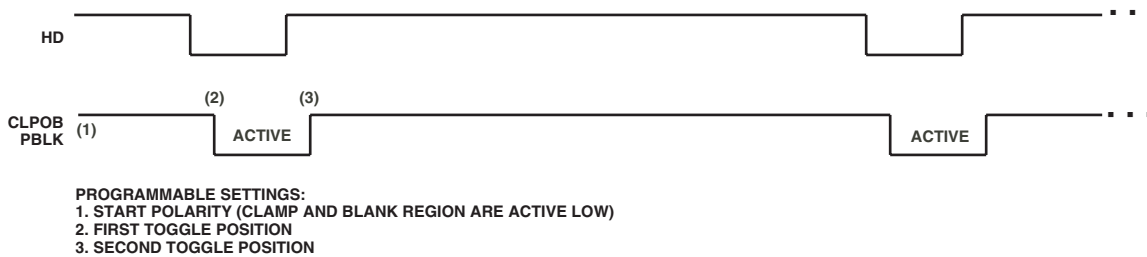 HD
(2)
(3)
CLPOB
PBLK
(1)
ACTIVE
ACTIVE
PROGRAMMABLE SETTINGS:
1. START POLARITY (CLAMP AND BLANK REGION ARE ACTIVE LOW)
2. FIRST TOGGLE POSITION
3. SECOND TOGGLE POSITION